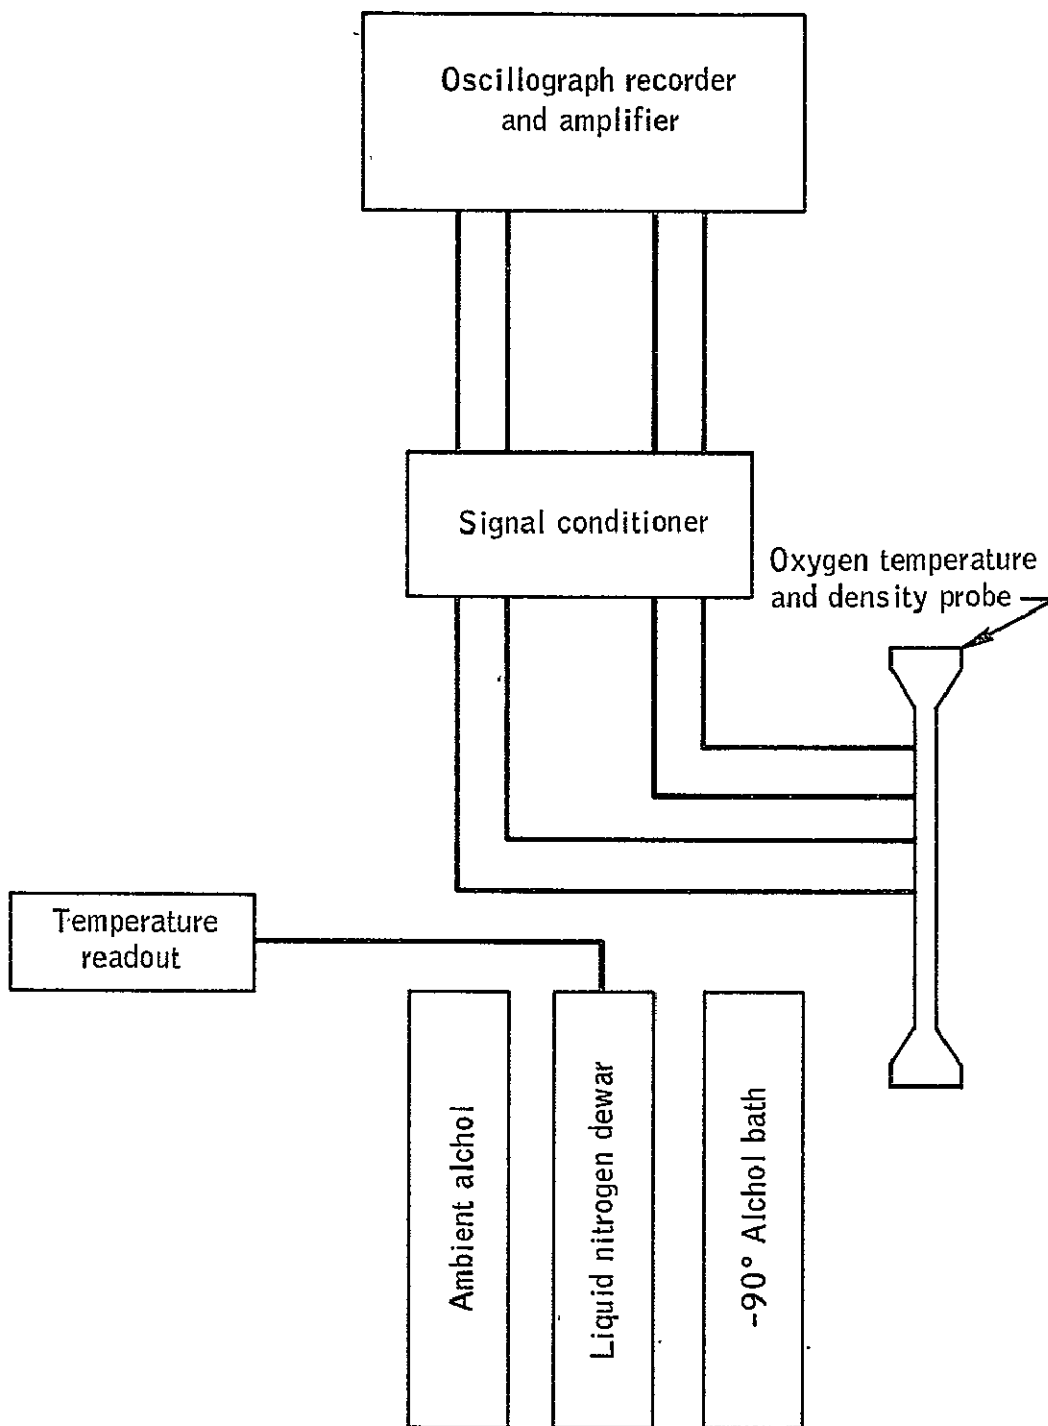 Oscillograph recorder
and amplifier
Signal conditioner
Oxygen temperature
and density probe
Temperature
readout
Ambient alchol
Liquid nitrogen dewar
-90° Alchol bath